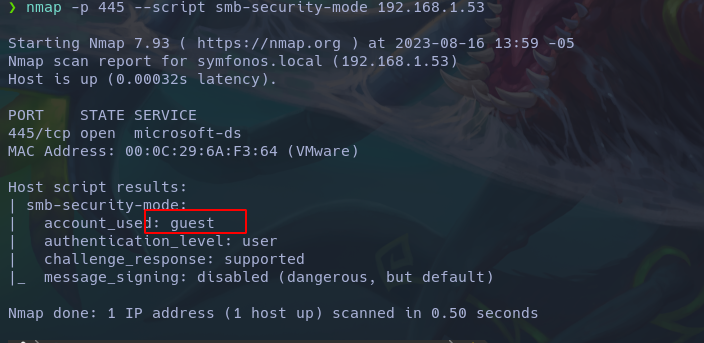 ❯ nmap -p 445 --script smb-security-mode 192.168.1.53
Starting Nmap 7.93 ( https://nmap.org ) at 2023-08-16 13:59 -05
Nmap scan report for symfonos.local (192.168.1.53)
Host is up (0.00032s latency).
PORT    STATE SERVICE
445/tcp open  microsoft-ds
MAC Address: 00:0C:29:6A:F3:64 (VMware)
Host script results:
| smb-security-mode:
|   account_used: guest
|   authentication_level: user
|   challenge_response: supported
|_  message_signing: disabled (dangerous, but default)
Nmap done: 1 IP address (1 host up) scanned in 0.50 seconds